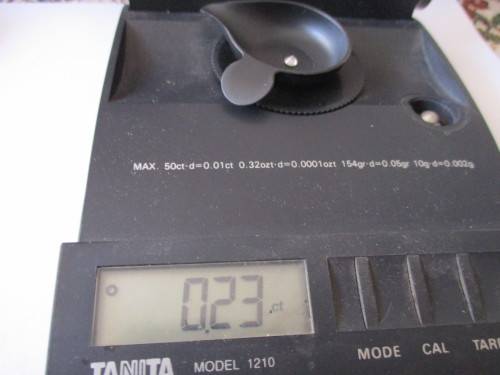 MAX. 50ct·d=0.01ct 0.32ozt·d=0.0001ozt 154gr·d=0.05gr 10g·d=0.002g
0.23 ct
TANITA MODEL 1210 MODE CAL TARE